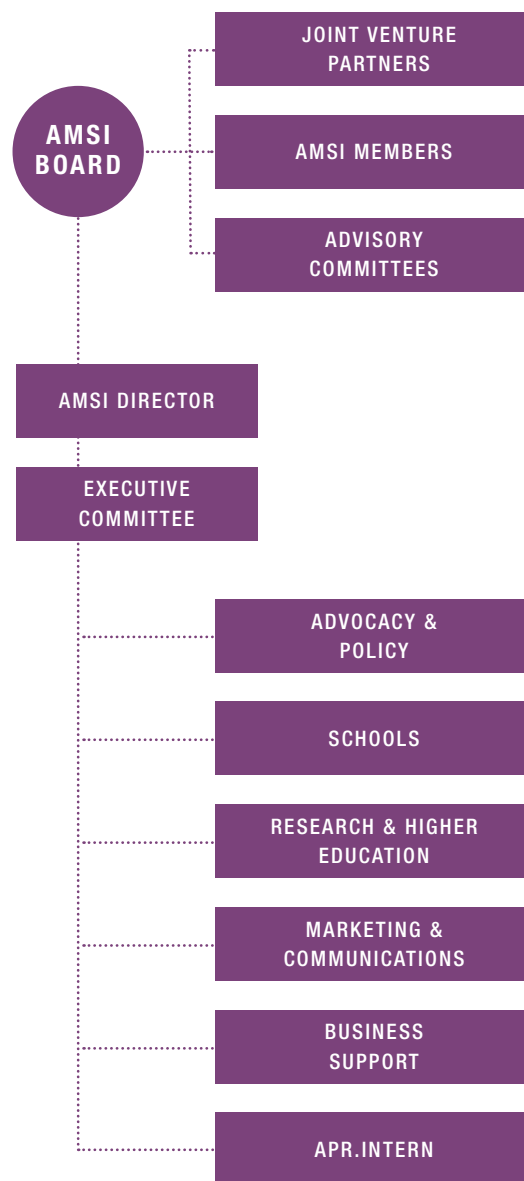 JOINT VENTURE
PARTNERS
AMSI
BOARD
AMSI MEMBERS
ADVISORY
COMMITTEES
AMSI DIRECTOR
EXECUTIVE
COMMITTEE
ADVOCACY &
POLICY
SCHOOLS
RESEARCH & HIGHER
EDUCATION
MARKETING &
COMMUNICATIONS
BUSINESS
SUPPORT
APR.INTERN